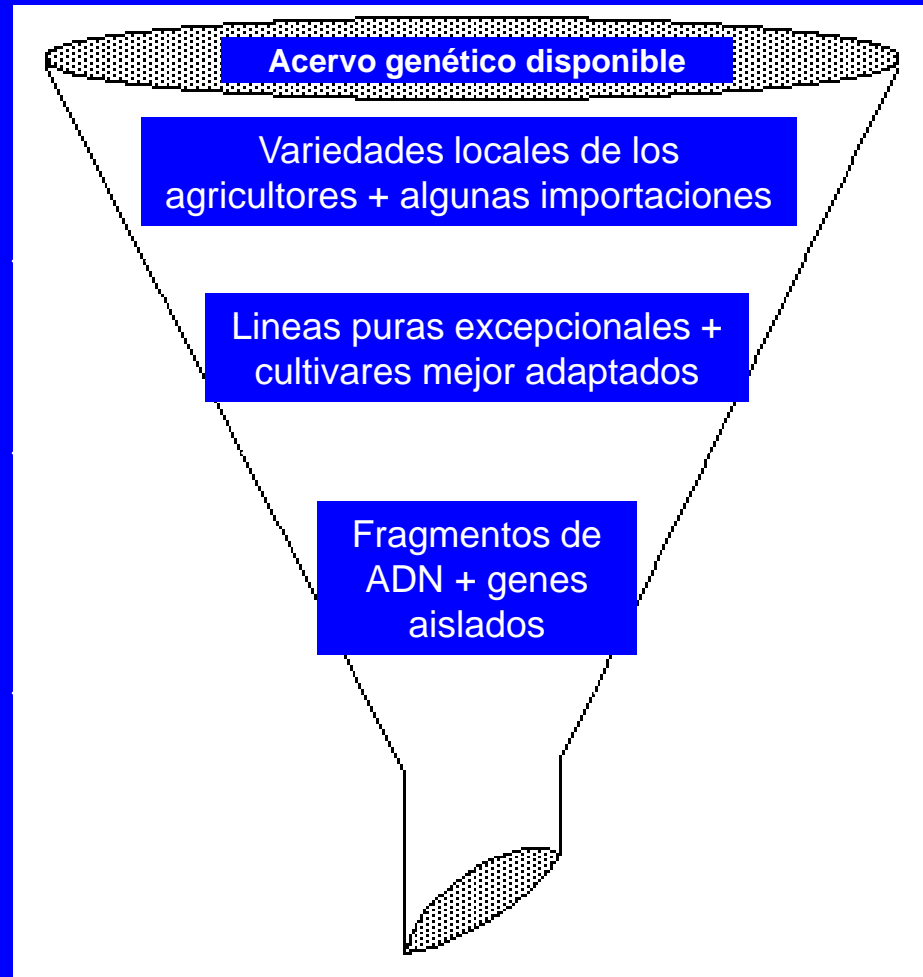 Acervo genético disponible
Variedades locales de los
agricultores + algunas importaciones
Lineas puras excepcionales +
cultivares mejor adaptados
Fragmentos de
ADN + genes
aislados